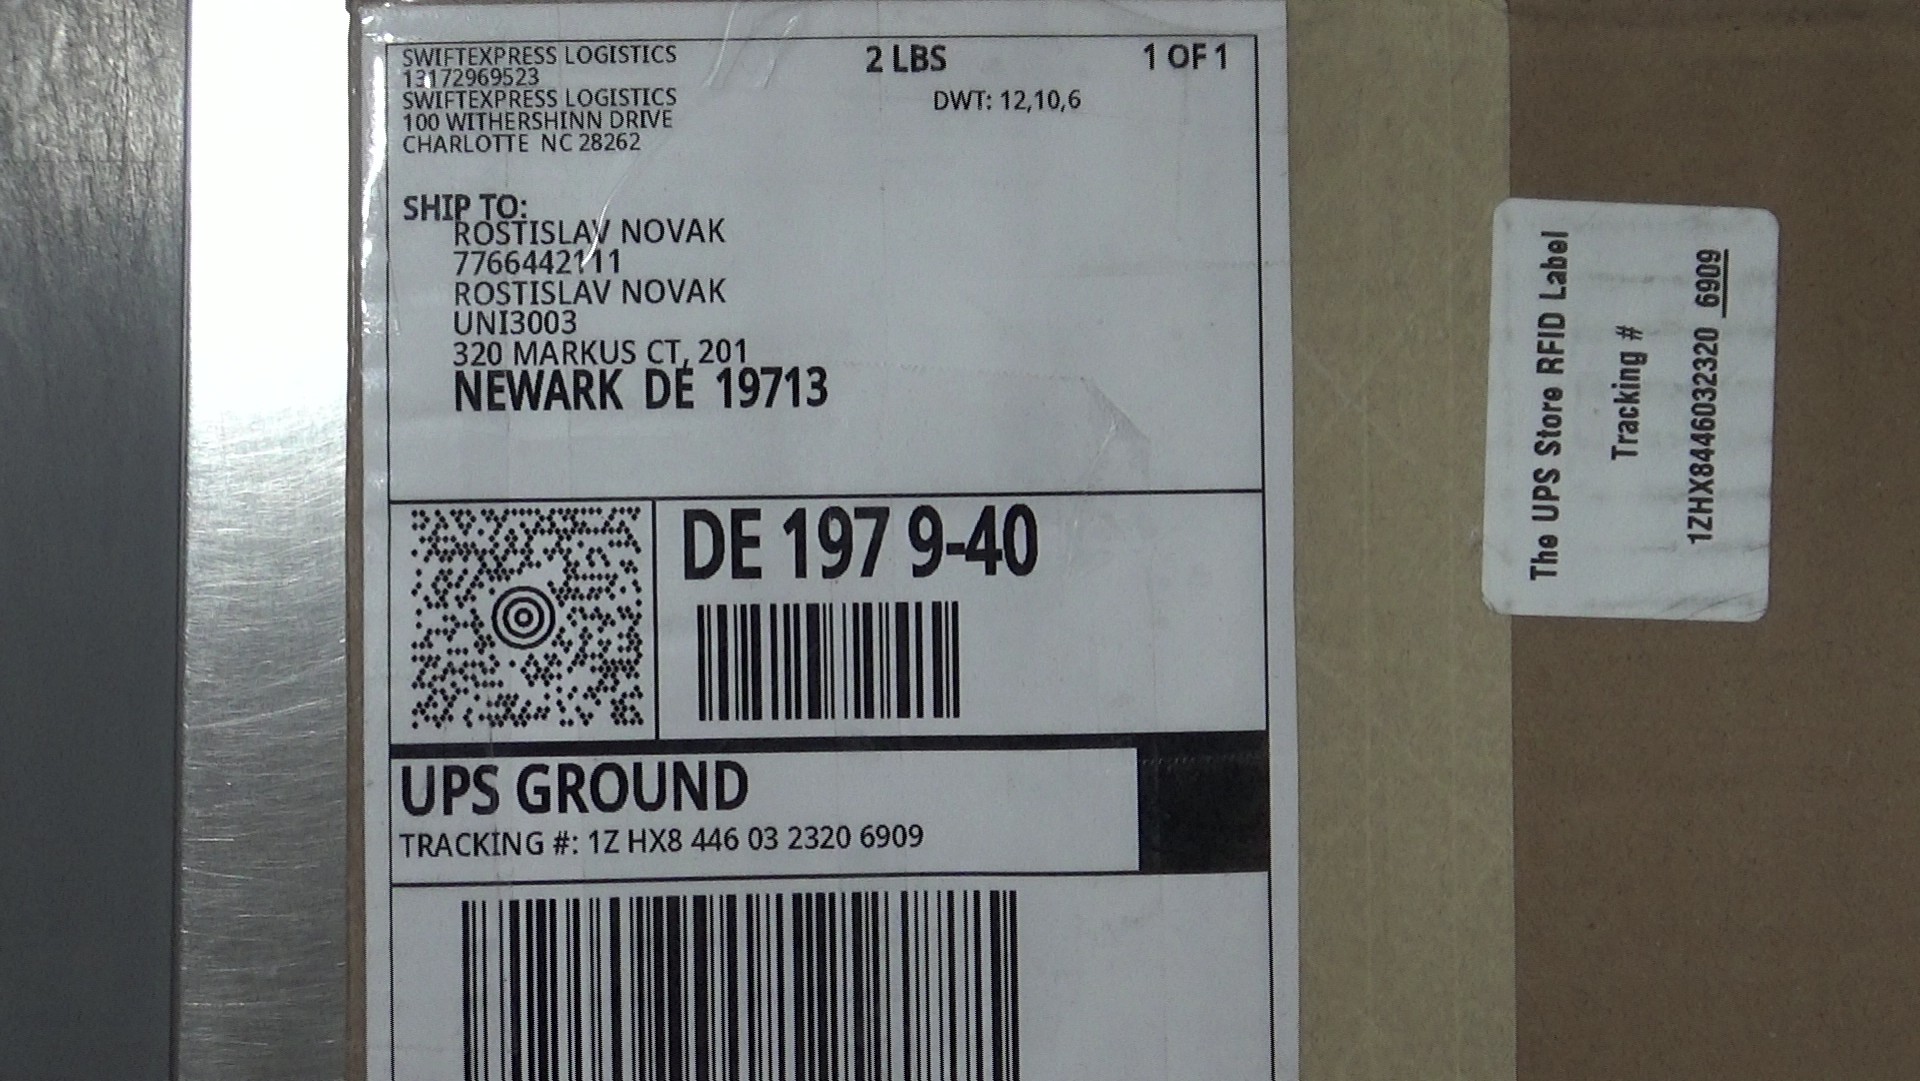 SWIFTEXPRESS LOGISTICS
13172969523
SWIFTEXPRESS LOGISTICS
100 WITHERSHINN DRIVE
CHARLOTTE NC 28262
2 LBS
1 OF 1
DWT: 12,10,6
SHIP TO:
ROSTISLAV NOVAK
7766442111
ROSTISLAV NOVAK
UNI3003
320 MARKUS CT, 201
NEWARK DE 19713
DE 197 9-40
UPS GROUND
TRACKING #: 1Z HX8 446 03 2320 6909
The UPS Store RFID Label
Tracking #
1ZHX8446032320 6909